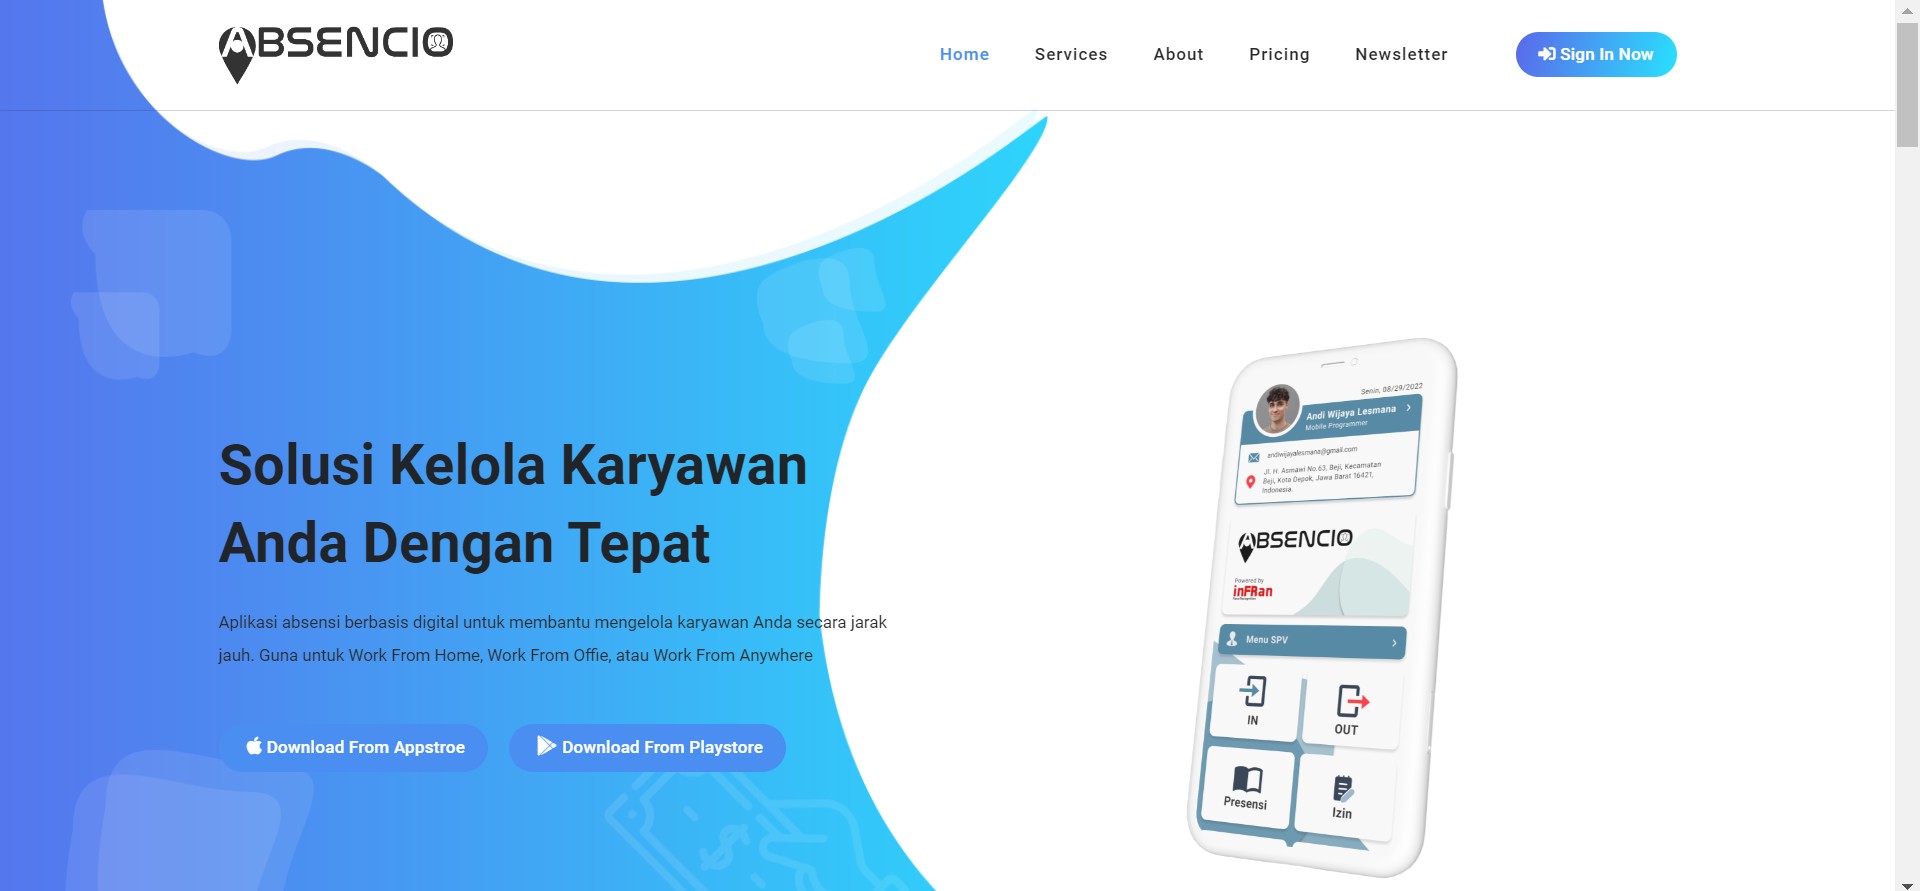 ABSENCIO
Home
Services
About
Pricing
Newsletter
Sign In Now
Solusi Kelola Karyawan
Anda Dengan Tepat
Aplikasi absensi berbasis digital untuk membantu mengelola karyawan Anda secara jarak
jauh. Guna untuk Work From Home, Work From Offie, atau Work From Anywhere
Download From Appstroe
Download From Playstore
Senin, 08/29/2022
Andi Wijaya Lesmana
Mobile Programmer
andiwijayalesmana@gmail.com
Jl. H. Asmawi No.63, Beji, Kecamatan
Beji, Kota Depok, Jawa Barat 16421,
Indonesia
ABSENCIO
Powered by
inFRan
Menu SPV
IN
OUT
Presensi
Izin